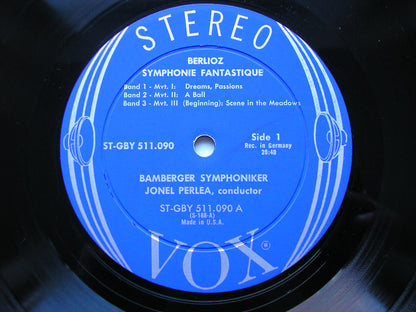 STEREO
BERLIOZ
SYMPHONIE FANTASTIQUE
Band 1 - Mvt. I: Dreams, Passions
Band 2 - Mvt. II: A Ball
Band 3 - Mvt. III (Beginning): Scene in the Meadows
ST-GBY 511.090
Side 1
Rec. in Germany
28:40
BAMBERGER SYMPHONIKER
JONEL PERLEA, conductor
ST-GBY 511.090 A
(S-188-A)
Made in U.S.A.
VOX®